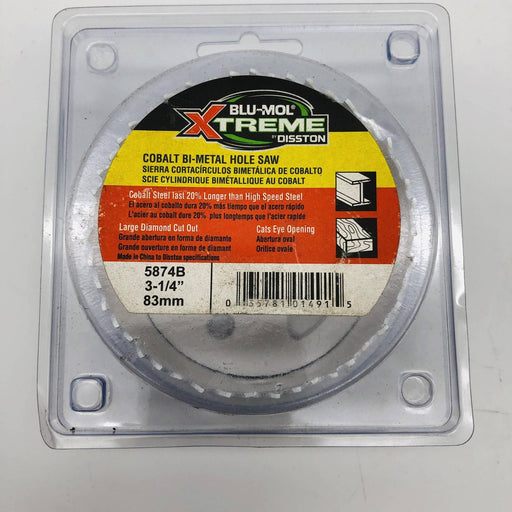 BLU-MOL®
XTREME
BY DISSTON
COBALT BI-METAL HOLE SAW
SIERRA CORTACÍRCULOS BIMETÁLICA DE COBALTO
SCIE CYLINDRIQUE BIMÉTALLIQUE AU COBALT
Cobalt Steel last 20% Longer than High Speed Steel
El acero al cobalto dura 20% más tiempo que el acero rápido
L'acier au cobalt dure 20% plus longtemps que l'acier rapide
Large Diamond Cut Out
Grande abertura en forma de diamante
Grande ouverture en forme de diamant
Made in China to Disston specifications
Cats Eye Opening
Abertura oval
Orifice ovale
5874B
3-1/4"
83mm
0 35781 01491 5